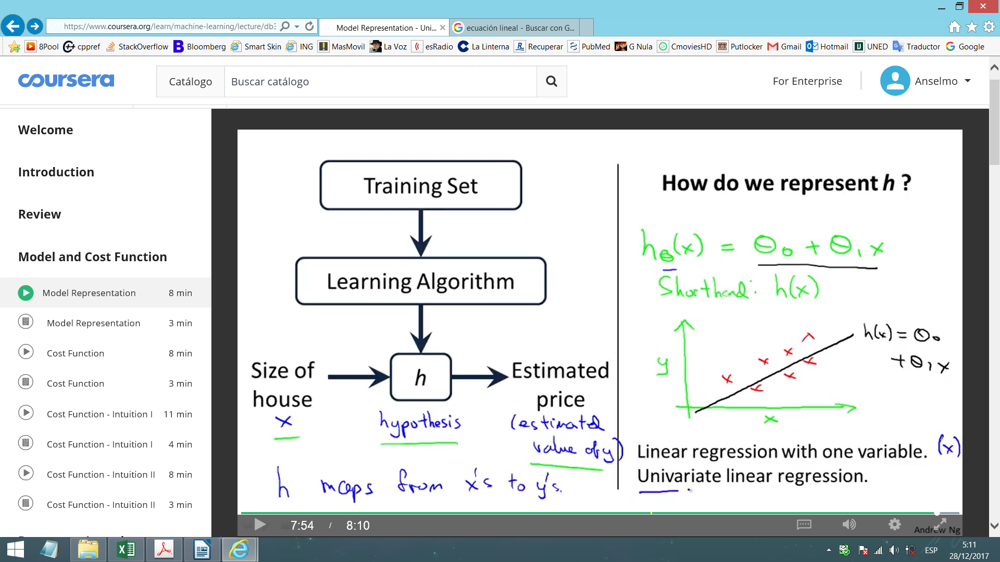 https://www.coursera.org/learn/machine-learning/lecture/db3
Model Representation - Uni...
ecuación lineal - Buscar con G...
8Pool
cppref
StackOverflow
Bloomberg
Smart Skin
ING
MasMovil
La Voz
esRadio
La Linterna
Recuperar
PubMed
G Nula
CmoviesHD
Putlocker
Gmail
Hotmail
UNED
Traductor
Google
coursera
Catálogo
Buscar catálogo
For Enterprise
Anselmo
Welcome
Introduction
Review
Model and Cost Function
Model Representation 8 min
Model Representation 3 min
Cost Function 8 min
Cost Function 3 min
Cost Function - Intuition I 11 min
Cost Function - Intuition I 4 min
Cost Function - Intuition II 8 min
Cost Function - Intuition II 3 min
Training Set
Learning Algorithm
Size of
house
h
Estimated
price
x
hypothesis
(estimated
value of y)
h maps from x's to y's.
How do we represent h ?
hθ(x) = θ₀ + θ₁x
Shorthand: h(x)
h(x) = θ₀
+ θ₁x
y
x
Linear regression with one variable. (x)
Univariate linear regression.
7:54 / 8:10
Andrew Ng
ESP
5:11
28/12/2017